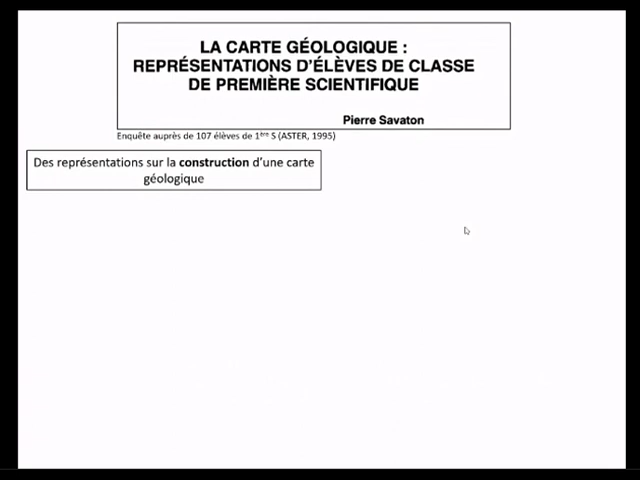 LA CARTE GÉOLOGIQUE :
REPRÉSENTATIONS D'ÉLÈVES DE CLASSE
DE PREMIÈRE SCIENTIFIQUE
Pierre Savaton
Enquête auprès de 107 élèves de 1ère S (ASTER, 1995)
Des représentations sur la construction d'une carte
géologique